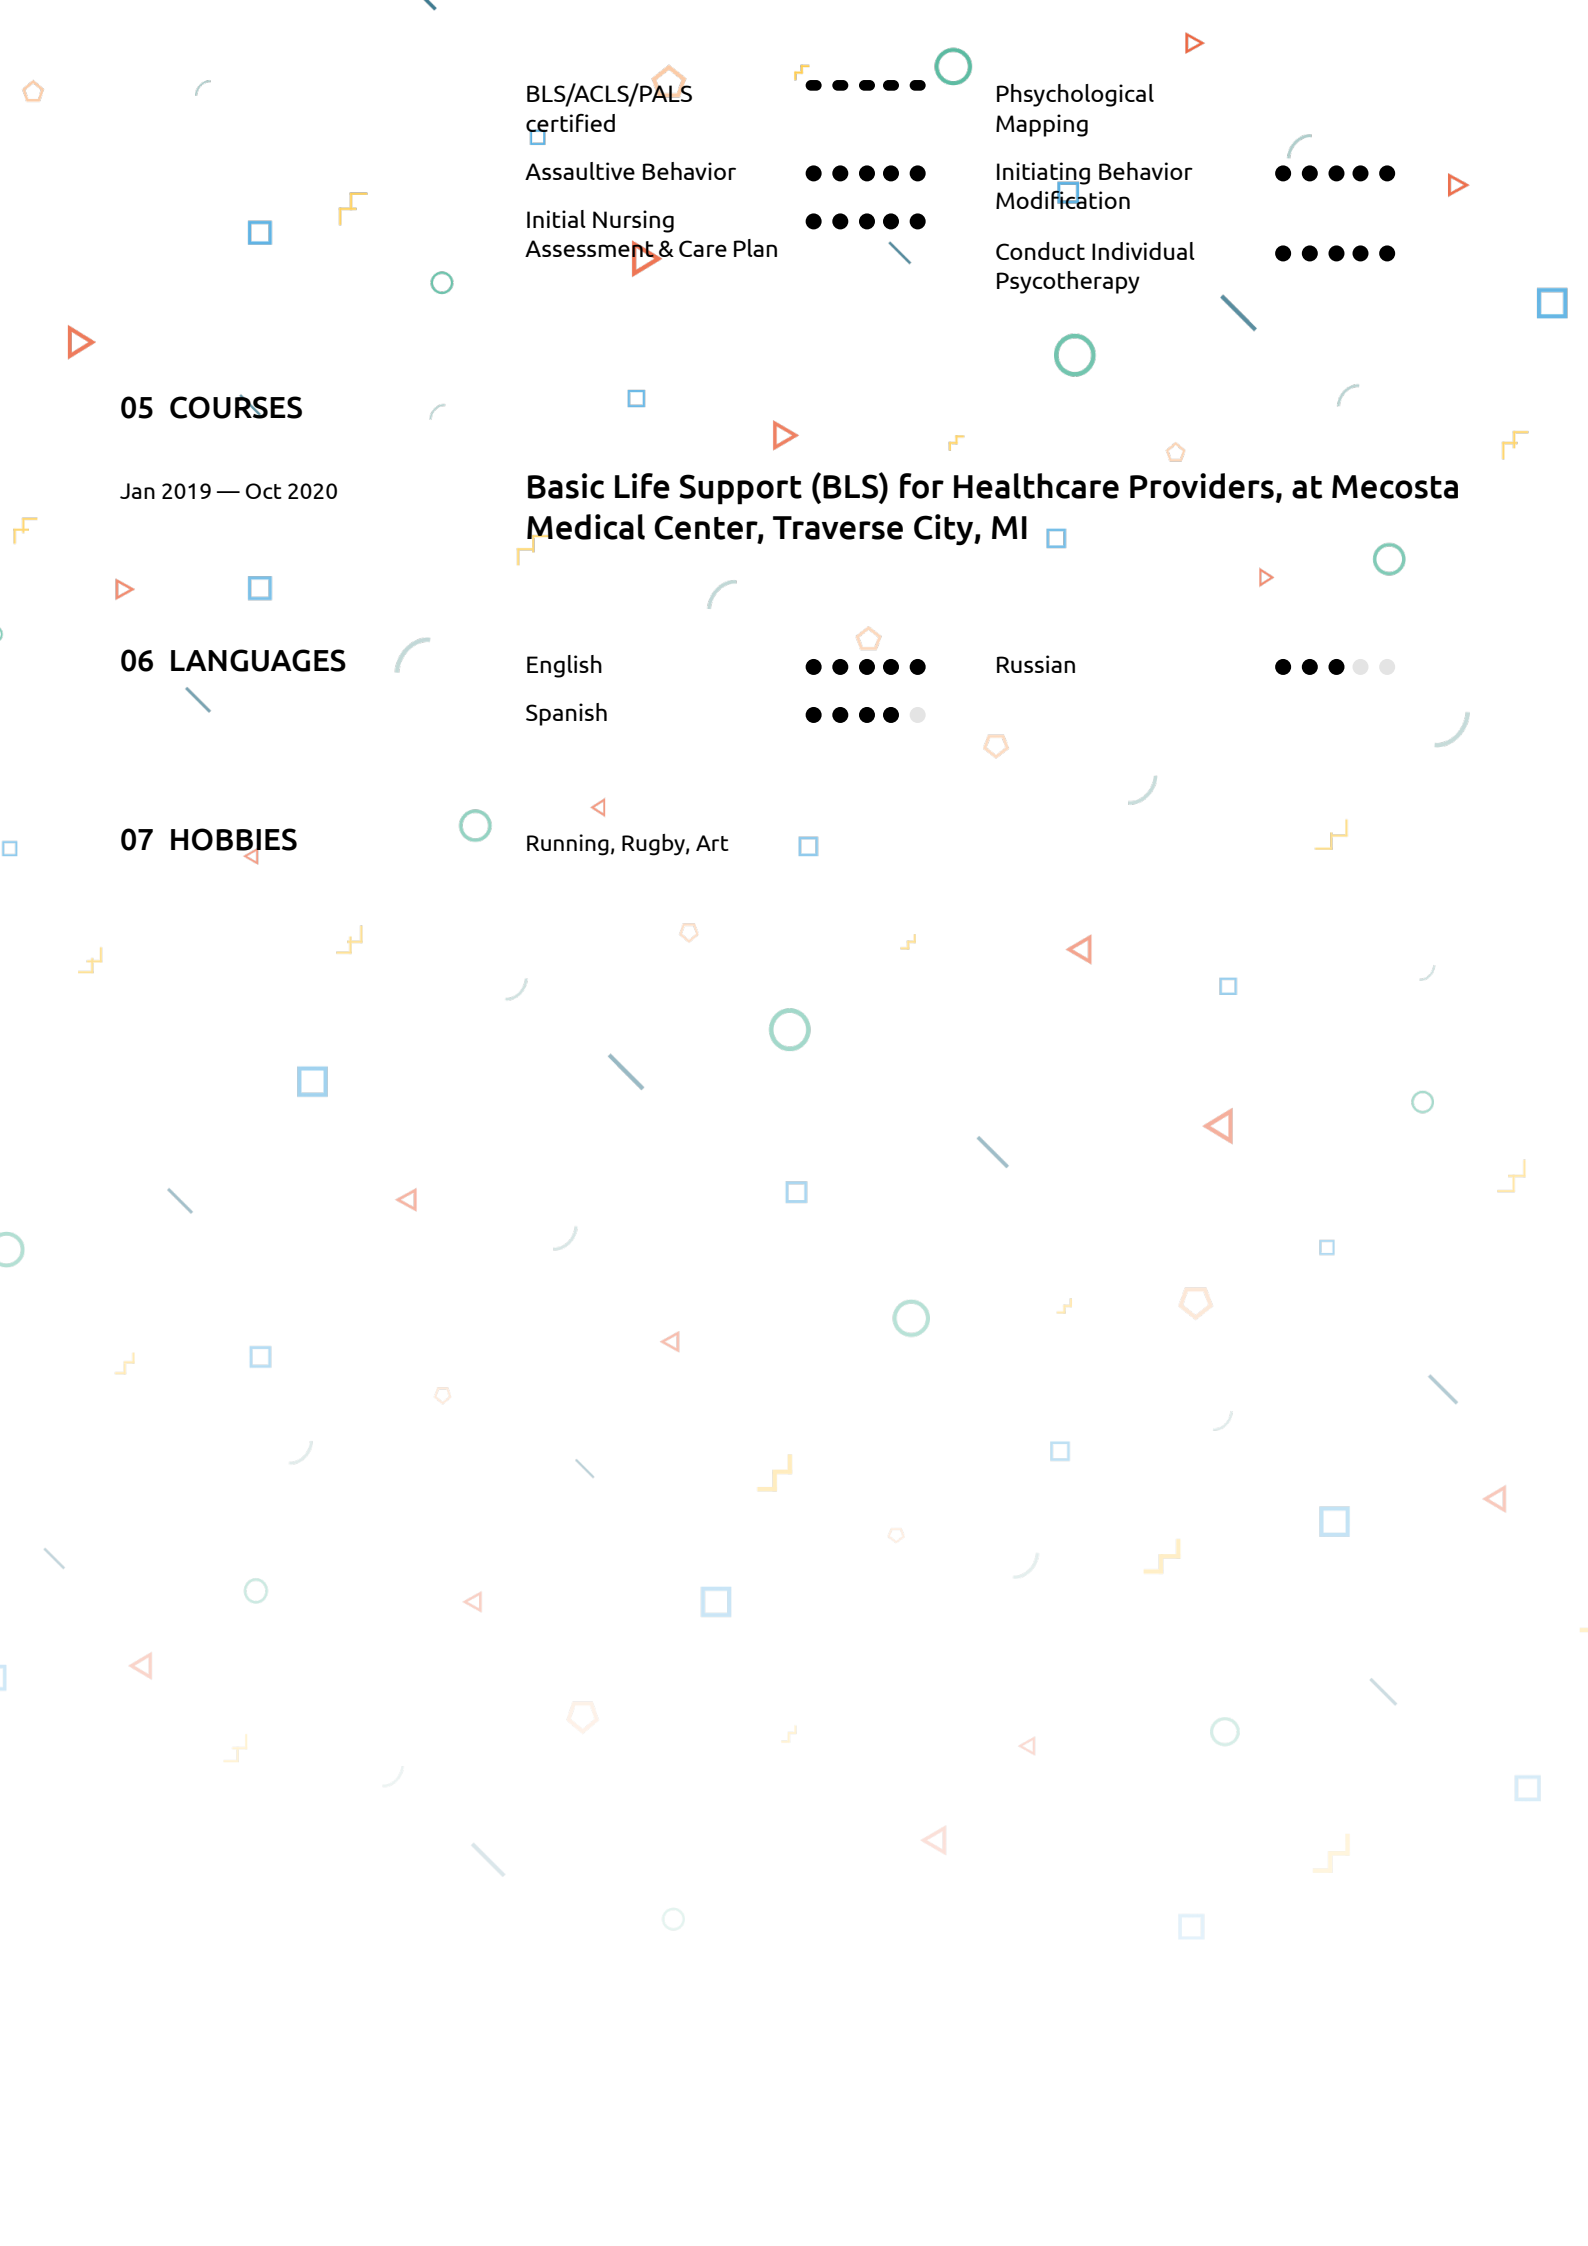 BLS/ACLS/PALS
certified
Phsychological
Mapping
Assaultive Behavior
Initiating Behavior
Modification
Initial Nursing
Assessment & Care Plan
Conduct Individual
Psycotherapy
05 COURSES
Jan 2019 — Oct 2020
Basic Life Support (BLS) for Healthcare Providers, at Mecosta
Medical Center, Traverse City, MI
06 LANGUAGES
English
Russian
Spanish
07 HOBBIES
Running, Rugby, Art